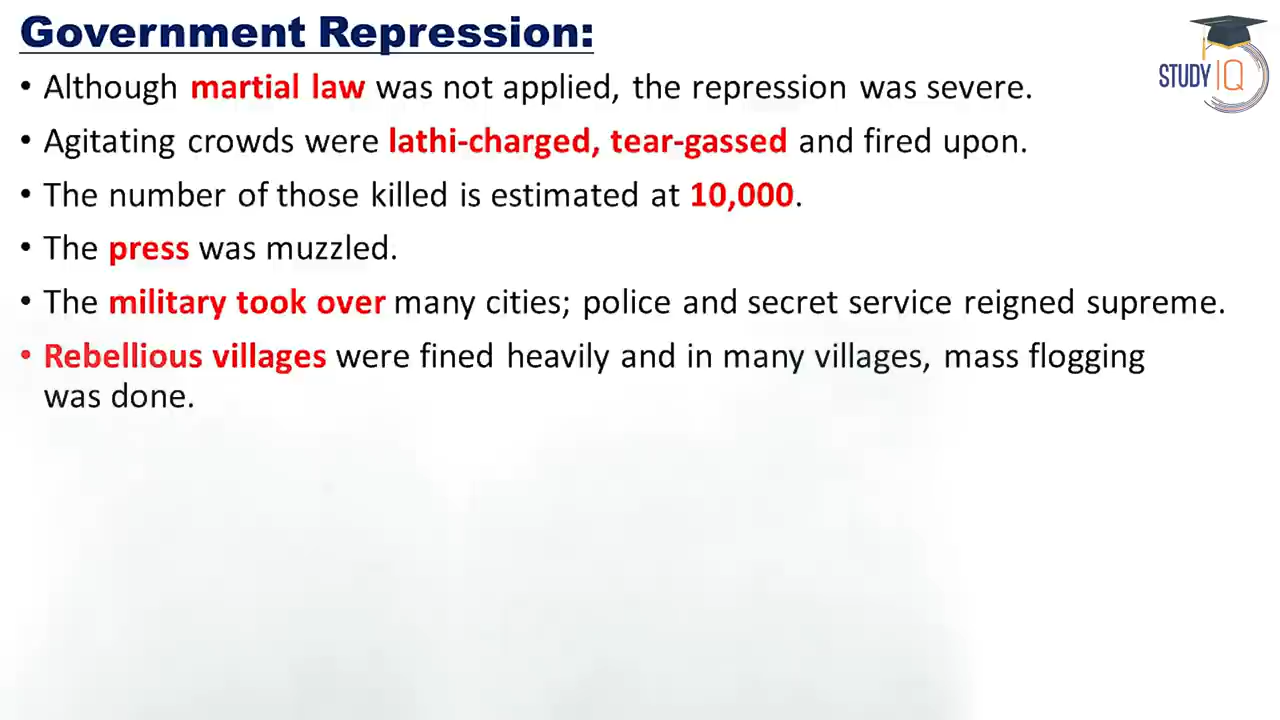 Government Repression:
STUDY IQ
• Although martial law was not applied, the repression was severe.
• Agitating crowds were lathi-charged, tear-gassed and fired upon.
• The number of those killed is estimated at 10,000.
• The press was muzzled.
• The military took over many cities; police and secret service reigned supreme.
• Rebellious villages were fined heavily and in many villages, mass flogging
was done.